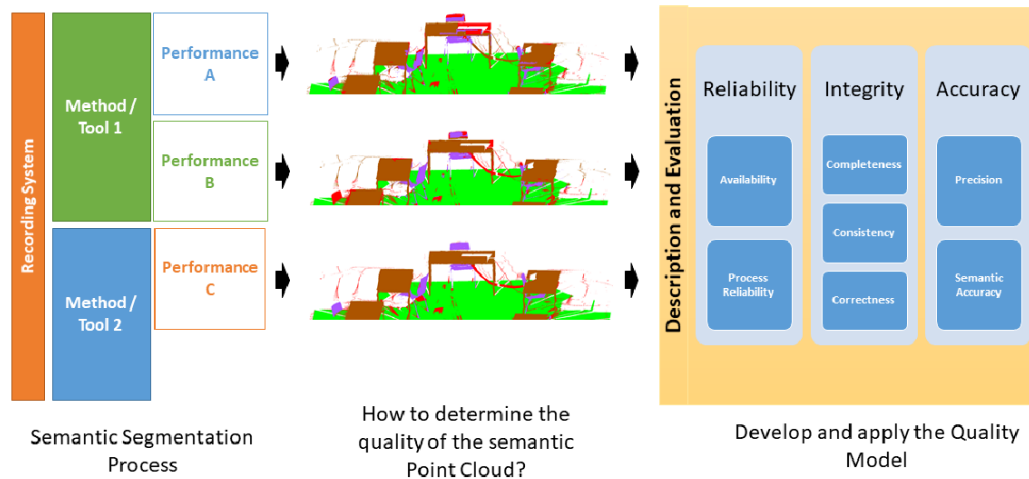 Recording System
Method /
Tool 1
Method /
Tool 2
Performance
A
Performance
B
Performance
C
Semantic Segmentation
Process
How to determine the
quality of the semantic
Point Cloud?
Description and Evaluation
Reliability
Availability
Process
Reliability
Integrity
Completeness
Consistency
Correctness
Accuracy
Precision
Semantic
Accuracy
Develop and apply the Quality
Model